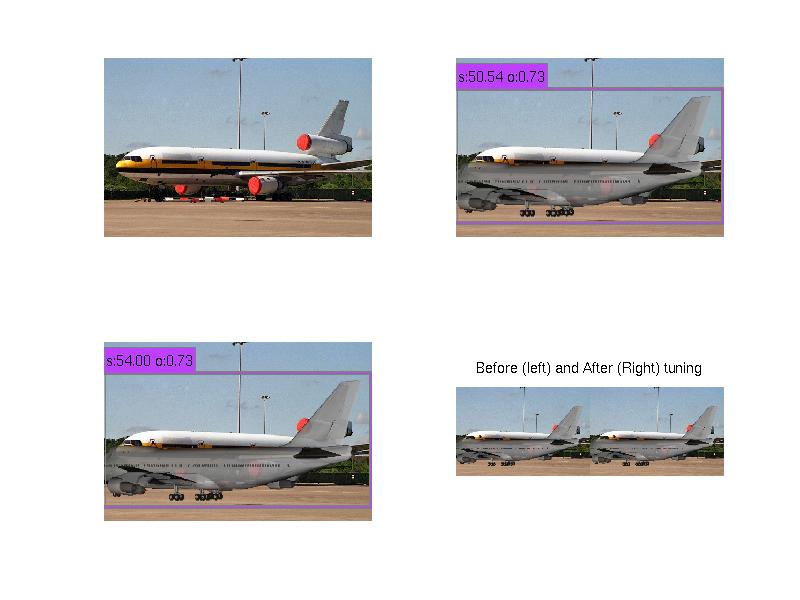 s:50.54 o:0.73
s:54.00 o:0.73
Before (left) and After (Right) tuning